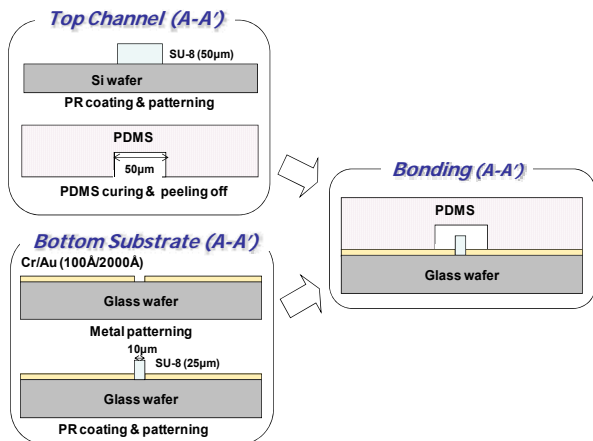 Top Channel (A-A')
SU-8 (50µm)
Si wafer
PR coating & patterning
PDMS
50µm
PDMS curing & peeling off
Bottom Substrate (A-A')
Cr/Au (100Å/2000Å)
Glass wafer
Metal patterning
10µm
SU-8 (25µm)
Glass wafer
PR coating & patterning
Bonding (A-A')
PDMS
Glass wafer